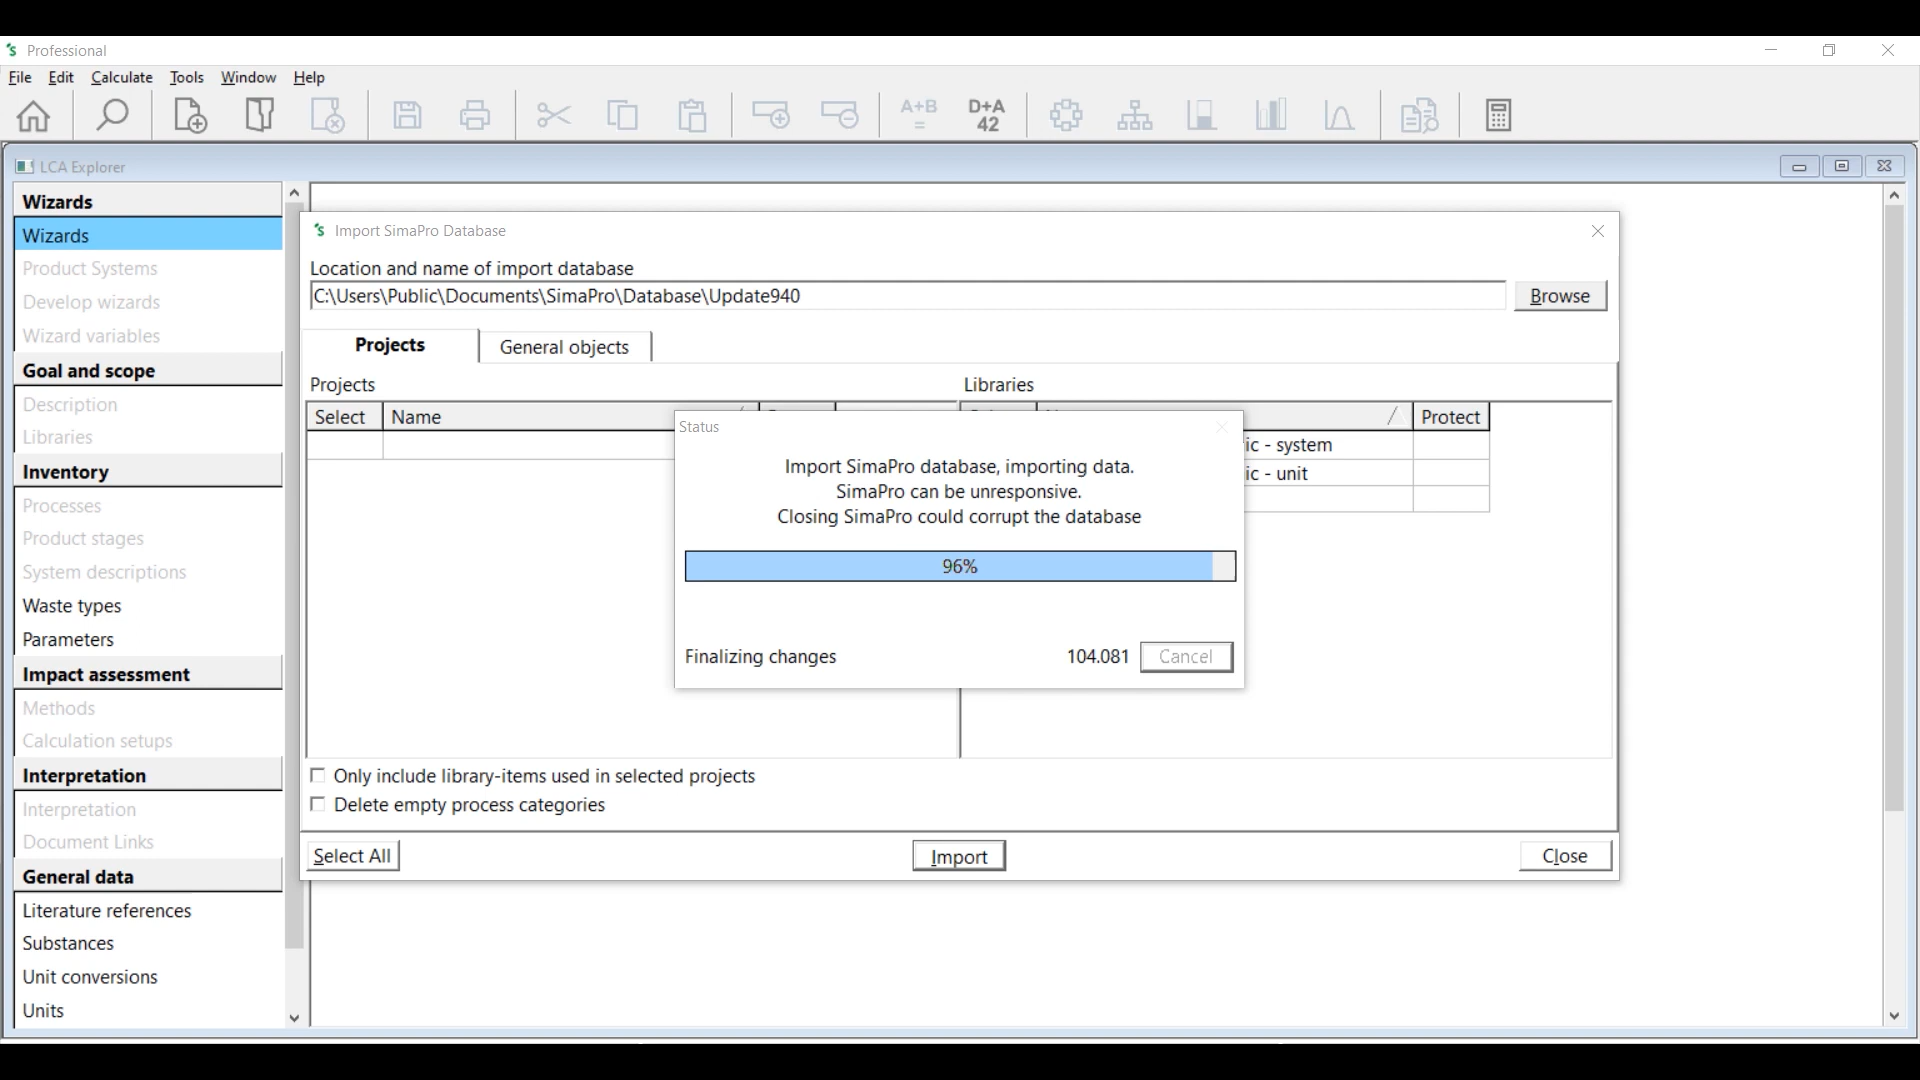 Professional
File Edit Calculate Tools Window Help
A+B
=
D+A
42
LCA Explorer
Wizards
Wizards
Product Systems
Develop wizards
Wizard variables
Goal and scope
Description
Libraries
Inventory
Processes
Product stages
System descriptions
Waste types
Parameters
Impact assessment
Methods
Calculation setups
Interpretation
Interpretation
Document Links
General data
Literature references
Substances
Unit conversions
Units
Import SimaPro Database
Location and name of import database
C:\Users\Public\Documents\SimaPro\Database\Update940
Browse
Projects General objects
Projects Libraries
Select Name Protect
ic - system
ic - unit
Status
Import SimaPro database, importing data.
SimaPro can be unresponsive.
Closing SimaPro could corrupt the database
96%
Finalizing changes 104.081 Cancel
Only include library-items used in selected projects
Delete empty process categories
Select All Import Close